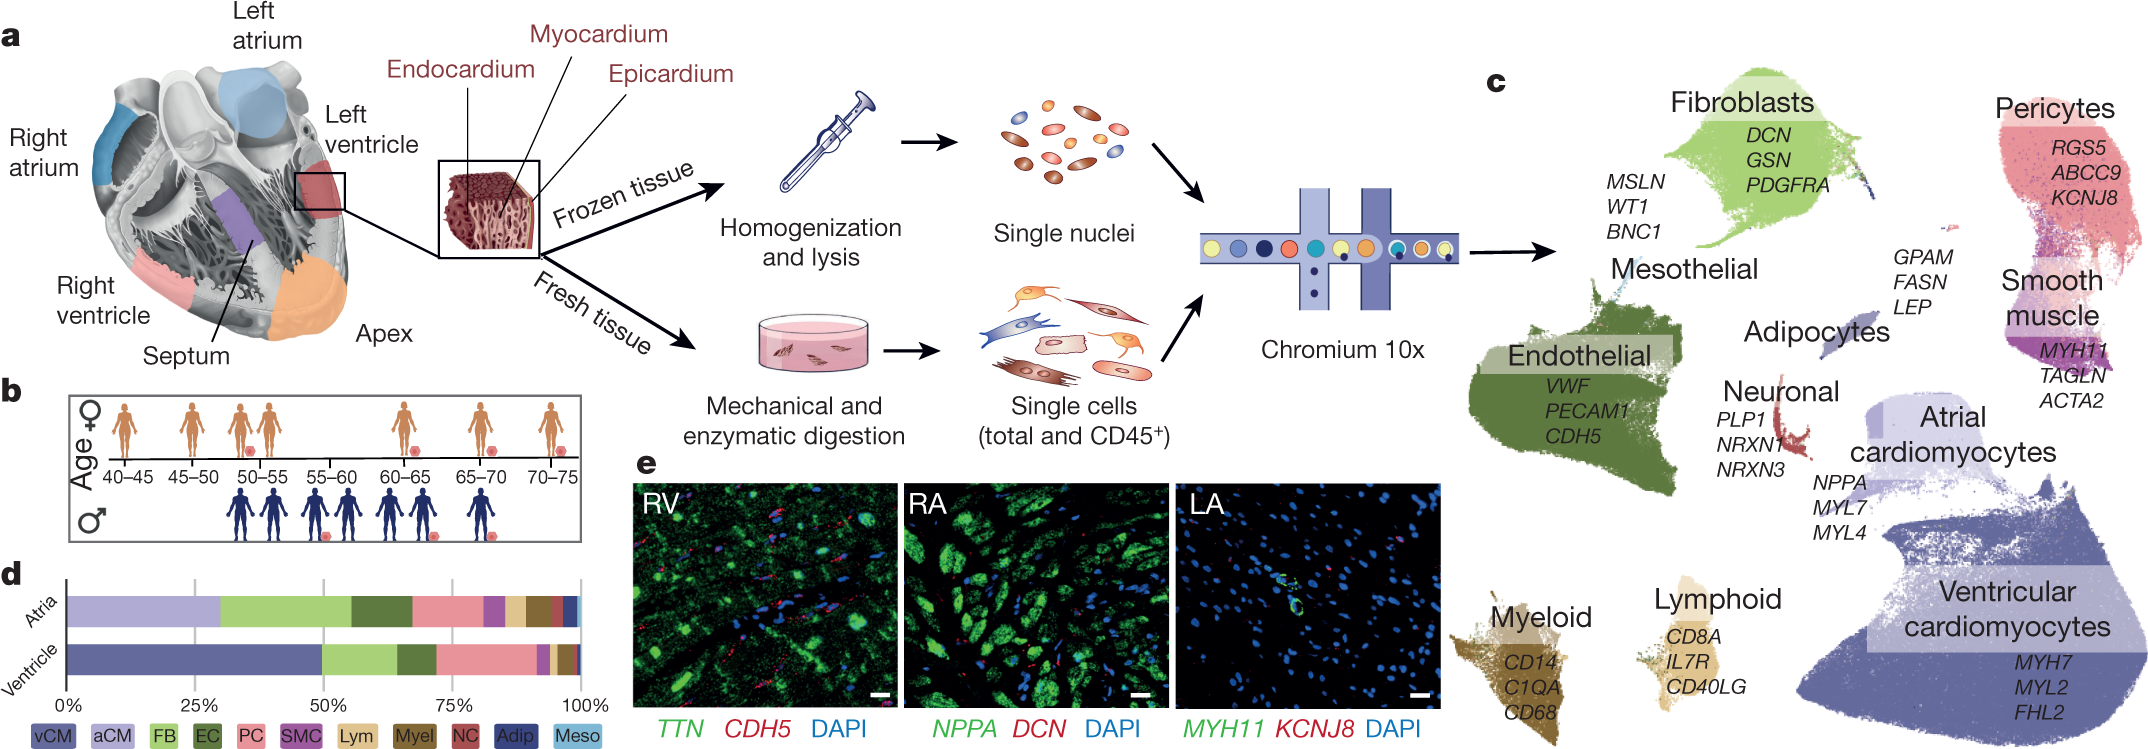 a
Left
atrium
Right
atrium
Left
ventricle
Right
ventricle
Septum
Apex
Endocardium
Myocardium
Epicardium
Frozen tissue
Fresh tissue
Homogenization
and lysis
Single nuclei
Mechanical and
enzymatic digestion
Single cells
(total and CD45⁺)
Chromium 10x
b
♀
Age
40–45 45–50 50–55 55–60 60–65 65–70 70–75
♂
c
Fibroblasts
DCN
GSN
PDGFRA
Pericytes
RGS5
ABCC9
KCNJ8
MSLN
WT1
BNC1
Mesothelial
GPAM
FASN
LEP
Adipocytes
Smooth
muscle
MYH11
TAGLN
ACTA2
Endothelial
VWF
PECAM1
CDH5
Neuronal
PLP1
NRXN1
NRXN3
Atrial
cardiomyocytes
NPPA
MYL7
MYL4
Ventricular
cardiomyocytes
MYH7
MYL2
FHL2
Myeloid
CD14
C1QA
CD68
Lymphoid
CD8A
IL7R
CD40LG
d
Atria
Ventricle
0% 25% 50% 75% 100%
vCM aCM FB EC PC SMC Lym Myel NC Adip Meso
e
RV
TTN CDH5 DAPI
RA
NPPA DCN DAPI
LA
MYH11 KCNJ8 DAPI